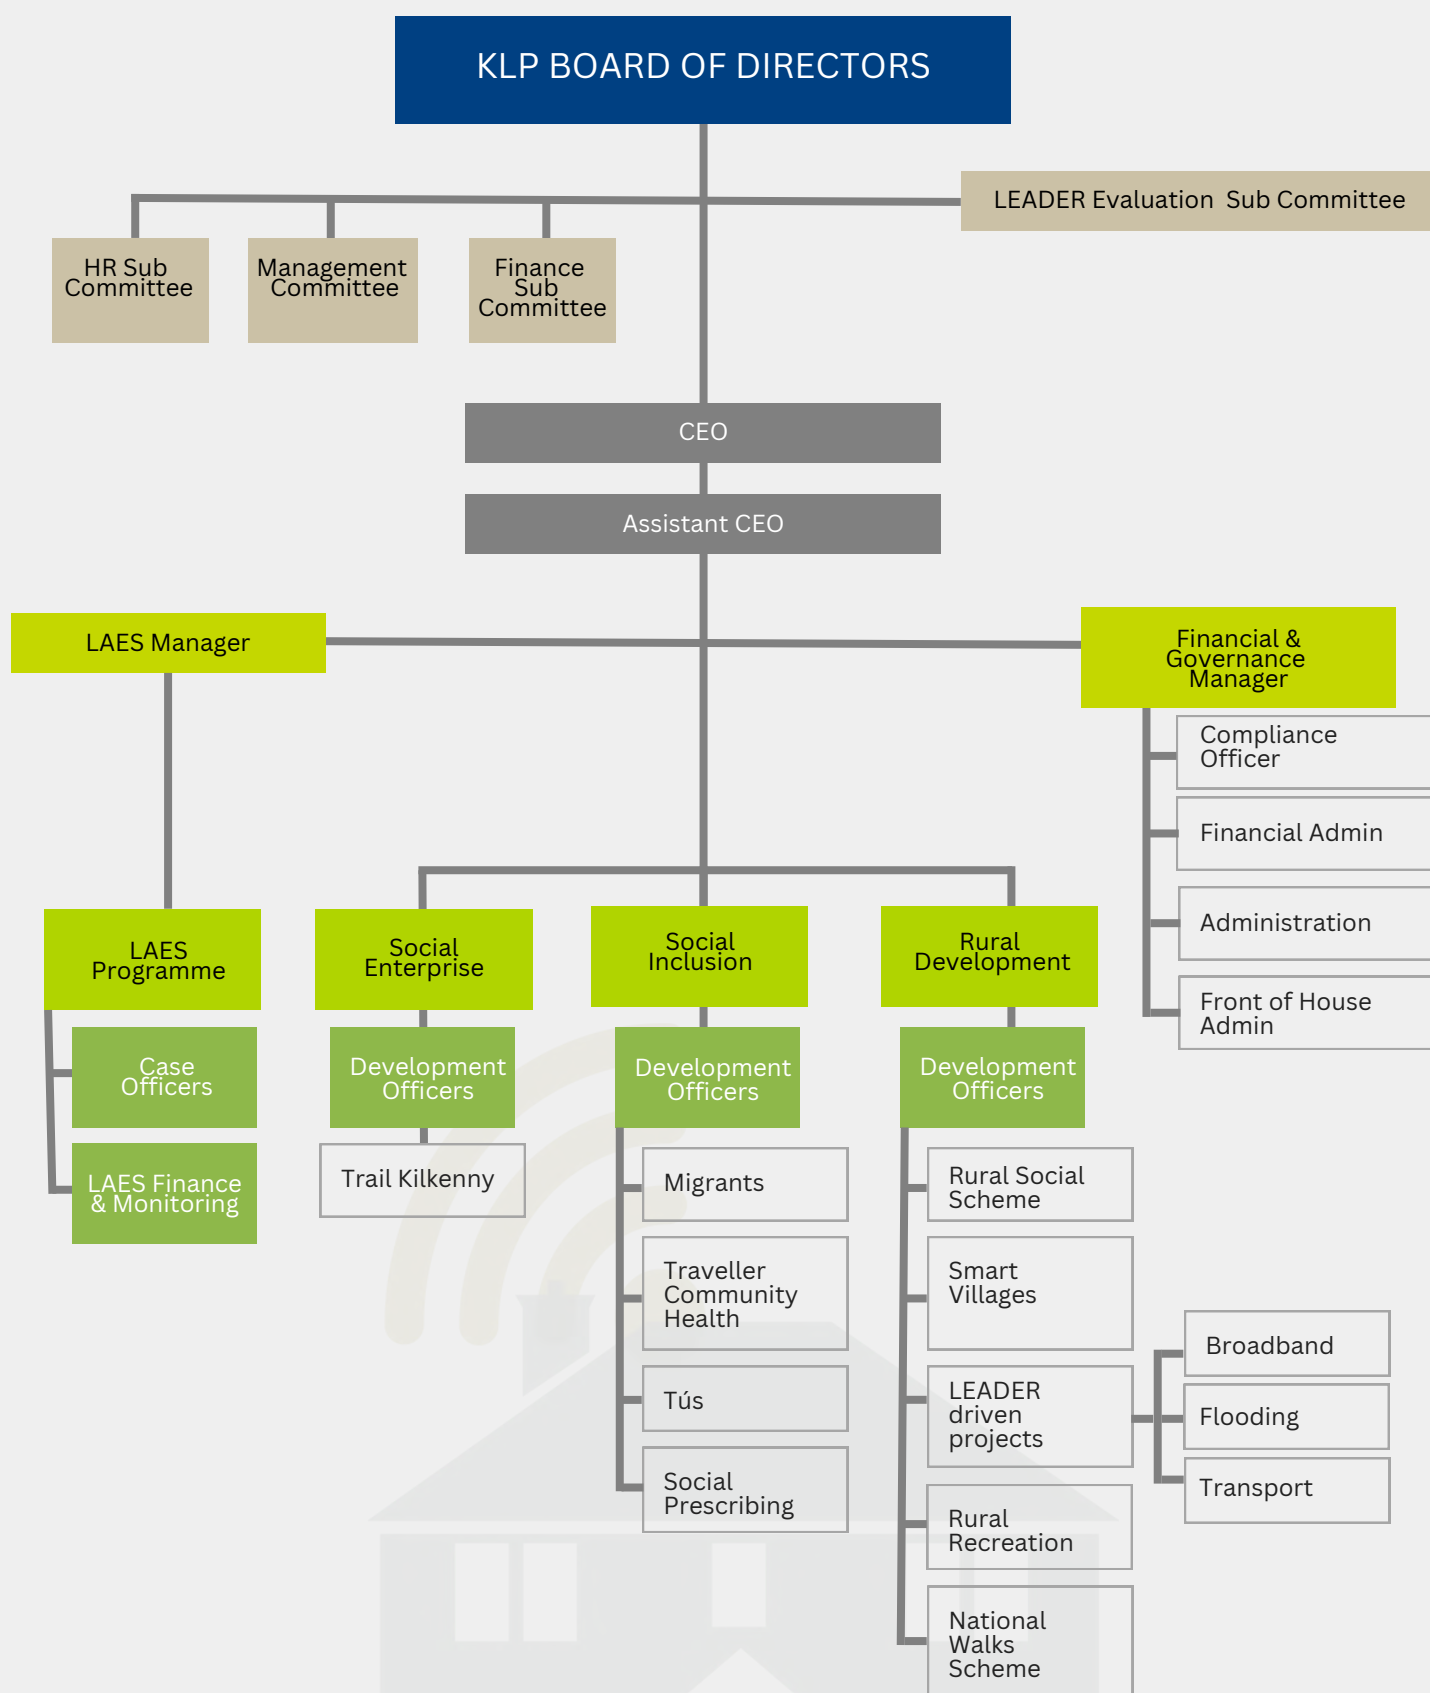 KLP BOARD OF DIRECTORS
LEADER Evaluation Sub Committee
HR Sub
Committee
Management
Committee
Finance
Sub
Committee
CEO
Assistant CEO
LAES Manager
Financial &
Governance
Manager
Compliance
Officer
Financial Admin
Administration
Front of House
Admin
LAES
Programme
Case
Officers
LAES Finance
& Monitoring
Social
Enterprise
Development
Officers
Trail Kilkenny
Social
Inclusion
Development
Officers
Migrants
Traveller
Community
Health
Tús
Social
Prescribing
Rural
Development
Development
Officers
Rural Social
Scheme
Smart
Villages
LEADER
driven
projects
Broadband
Flooding
Transport
Rural
Recreation
National
Walks
Scheme